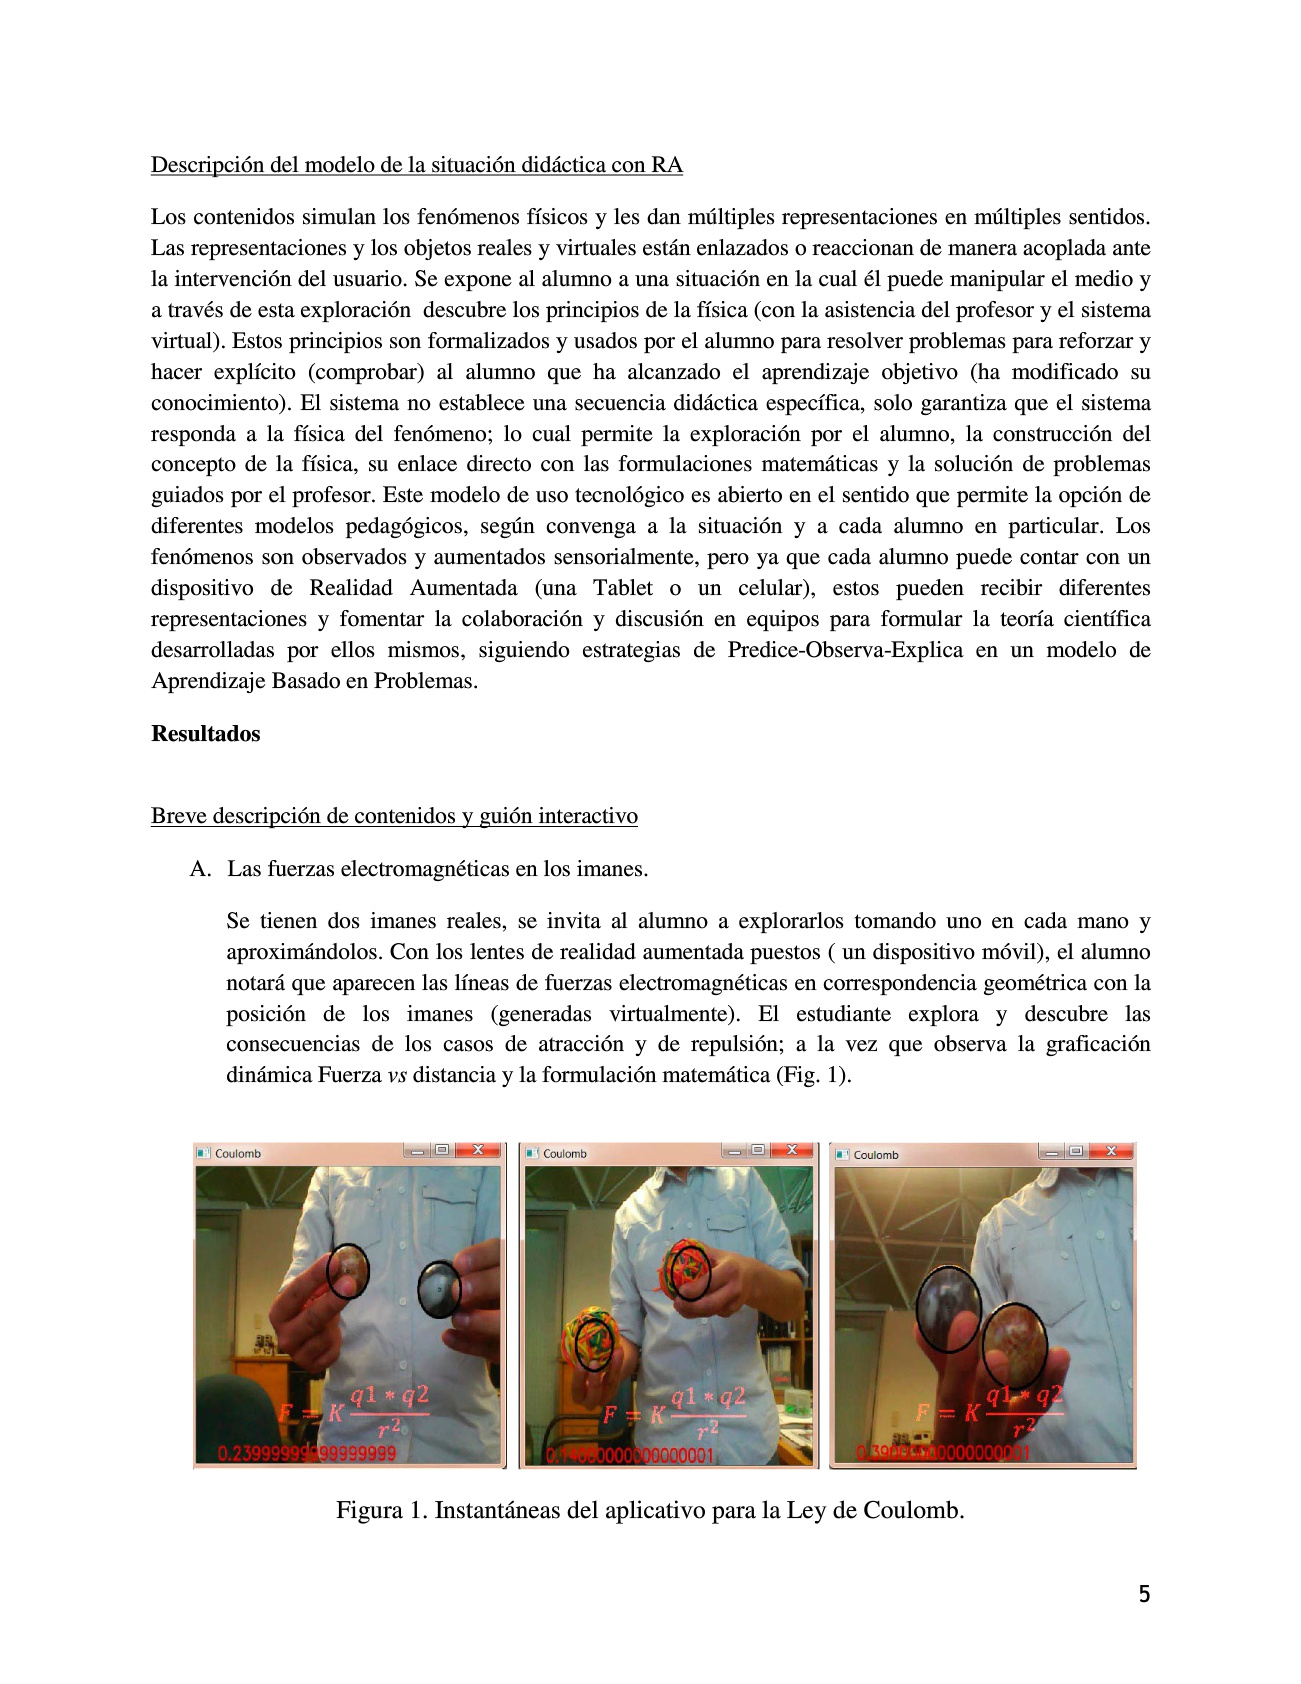 Descripción del modelo de la situación didáctica con RA
Los contenidos simulan los fenómenos físicos y les dan múltiples representaciones en múltiples sentidos.
Las representaciones y los objetos reales y virtuales están enlazados o reaccionan de manera acoplada ante
la intervención del usuario. Se expone al alumno a una situación en la cual él puede manipular el medio y
a través de esta exploración descubre los principios de la física (con la asistencia del profesor y el sistema
virtual). Estos principios son formalizados y usados por el alumno para resolver problemas para reforzar y
hacer explícito (comprobar) al alumno que ha alcanzado el aprendizaje objetivo (ha modificado su
conocimiento). El sistema no establece una secuencia didáctica específica, solo garantiza que el sistema
responda a la física del fenómeno; lo cual permite la exploración por el alumno, la construcción del
concepto de la física, su enlace directo con las formulaciones matemáticas y la solución de problemas
guiados por el profesor. Este modelo de uso tecnológico es abierto en el sentido que permite la opción de
diferentes modelos pedagógicos, según convenga a la situación y a cada alumno en particular. Los
fenómenos son observados y aumentados sensorialmente, pero ya que cada alumno puede contar con un
dispositivo de Realidad Aumentada (una Tablet o un celular), estos pueden recibir diferentes
representaciones y fomentar la colaboración y discusión en equipos para formular la teoría científica
desarrolladas por ellos mismos, siguiendo estrategias de Predice-Observa-Explica en un modelo de
Aprendizaje Basado en Problemas.
Resultados
Breve descripción de contenidos y guión interactivo
A. Las fuerzas electromagnéticas en los imanes.
Se tienen dos imanes reales, se invita al alumno a explorarlos tomando uno en cada mano y
aproximándolos. Con los lentes de realidad aumentada puestos ( un dispositivo móvil), el alumno
notará que aparecen las líneas de fuerzas electromagnéticas en correspondencia geométrica con la
posición de los imanes (generadas virtualmente). El estudiante explora y descubre las
consecuencias de los casos de atracción y de repulsión; a la vez que observa la graficación
dinámica Fuerza vs distancia y la formulación matemática (Fig. 1).
Coulomb
F = K q1 * q2 / r²
Coulomb
F = K q1 * q2 / r²
Coulomb
F = K q1 * q2 / r²
Figura 1. Instantáneas del aplicativo para la Ley de Coulomb.
5